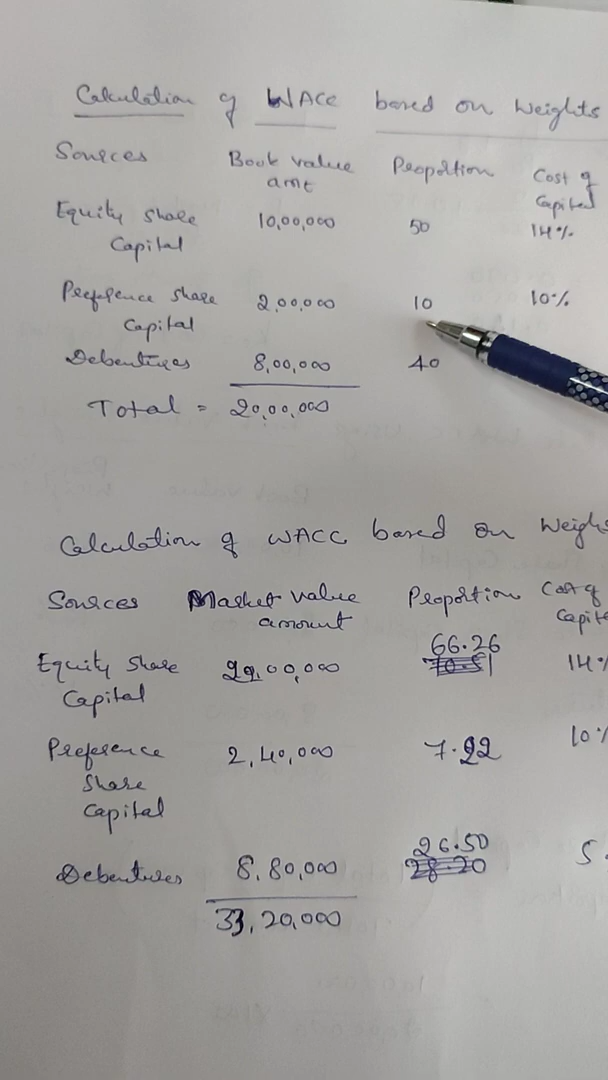 Calculation of WACC based on Weights
Sources Book value Proportion Cost of
amt Capital
Equity share 10,00,000 50 14%
Capital
Preference share 2,00,000 10 10%
Capital
Debentures 8,00,000 40
Total = 20,00,000
Calculation of WACC based on Weigh
Sources Market value Proportion Cost of
amount Capit
Equity share 22,00,000 66.26 14%
Capital
Preference 2,40,000 7.22 10%
share
Capital
Debentures 8,80,000 26.50 5.
33,20,000